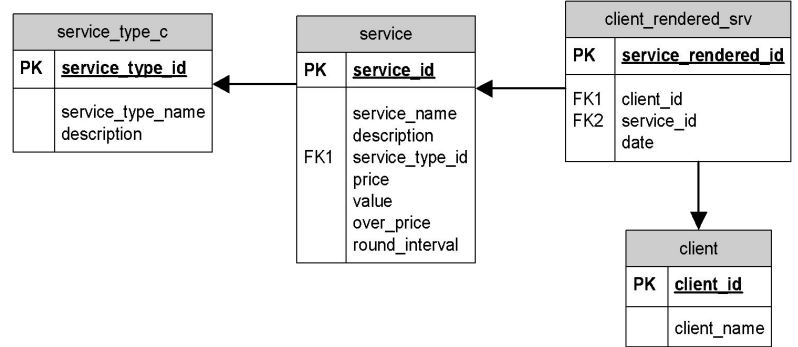 service_type_c
PK service_type_id
service_type_name
description
service
PK service_id
service_name
description
FK1 service_type_id
price
value
over_price
round_interval
client_rendered_srv
PK service_rendered_id
FK1 client_id
FK2 service_id
date
client
PK client_id
client_name